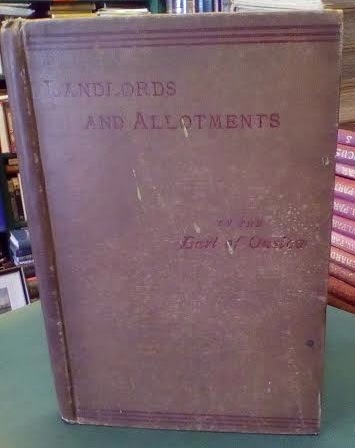 LANDLORDS
AND ALLOTMENTS
BY THE
Earl of Onslow